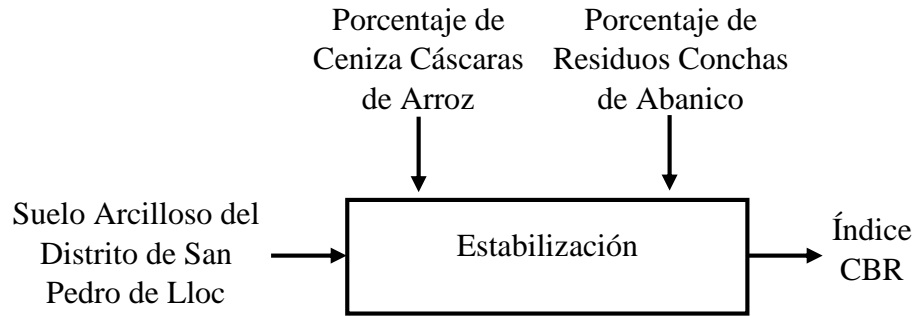 Porcentaje de
Ceniza Cáscaras
de Arroz
Porcentaje de
Residuos Conchas
de Abanico
Suelo Arcilloso del
Distrito de San
Pedro de Lloc
Estabilización
Índice
CBR